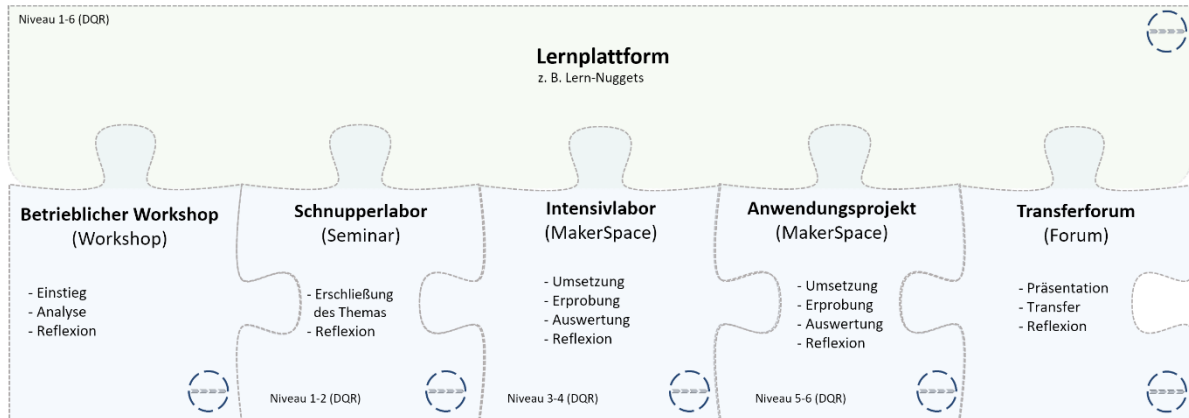 Niveau 1-6 (DQR)
Lernplattform
z. B. Lern-Nuggets
Betrieblicher Workshop
(Workshop)
- Einstieg
- Analyse
- Reflexion
Schnupperlabor
(Seminar)
- Erschließung
des Themas
- Reflexion
Niveau 1-2 (DQR)
Intensivlabor
(MakerSpace)
- Umsetzung
- Erprobung
- Auswertung
- Reflexion
Niveau 3-4 (DQR)
Anwendungsprojekt
(MakerSpace)
- Umsetzung
- Erprobung
- Auswertung
- Reflexion
Niveau 5-6 (DQR)
Transferforum
(Forum)
- Präsentation
- Transfer
- Reflexion